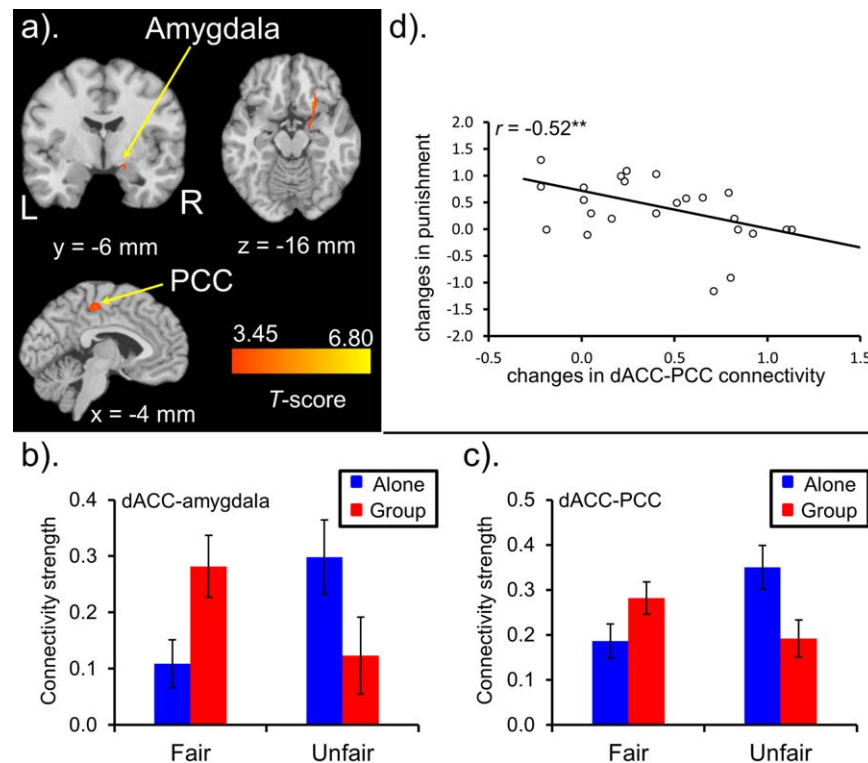 a).
Amygdala
L
R
y = -6 mm
z = -16 mm
PCC
3.45
6.80
T-score
x = -4 mm
d).
r = -0.52**
changes in punishment
2.0
1.5
1.0
0.5
0.0
-0.5
-1.0
-1.5
-2.0
-0.5 0.0 0.5 1.0 1.5
changes in dACC-PCC connectivity
b).
dACC-amygdala
Alone
Group
Connectivity strength
0.4
0.3
0.2
0.1
0.0
Fair Unfair
c).
dACC-PCC
Alone
Group
Connectivity strength
0.5
0.4
0.3
0.2
0.1
0.0
Fair Unfair